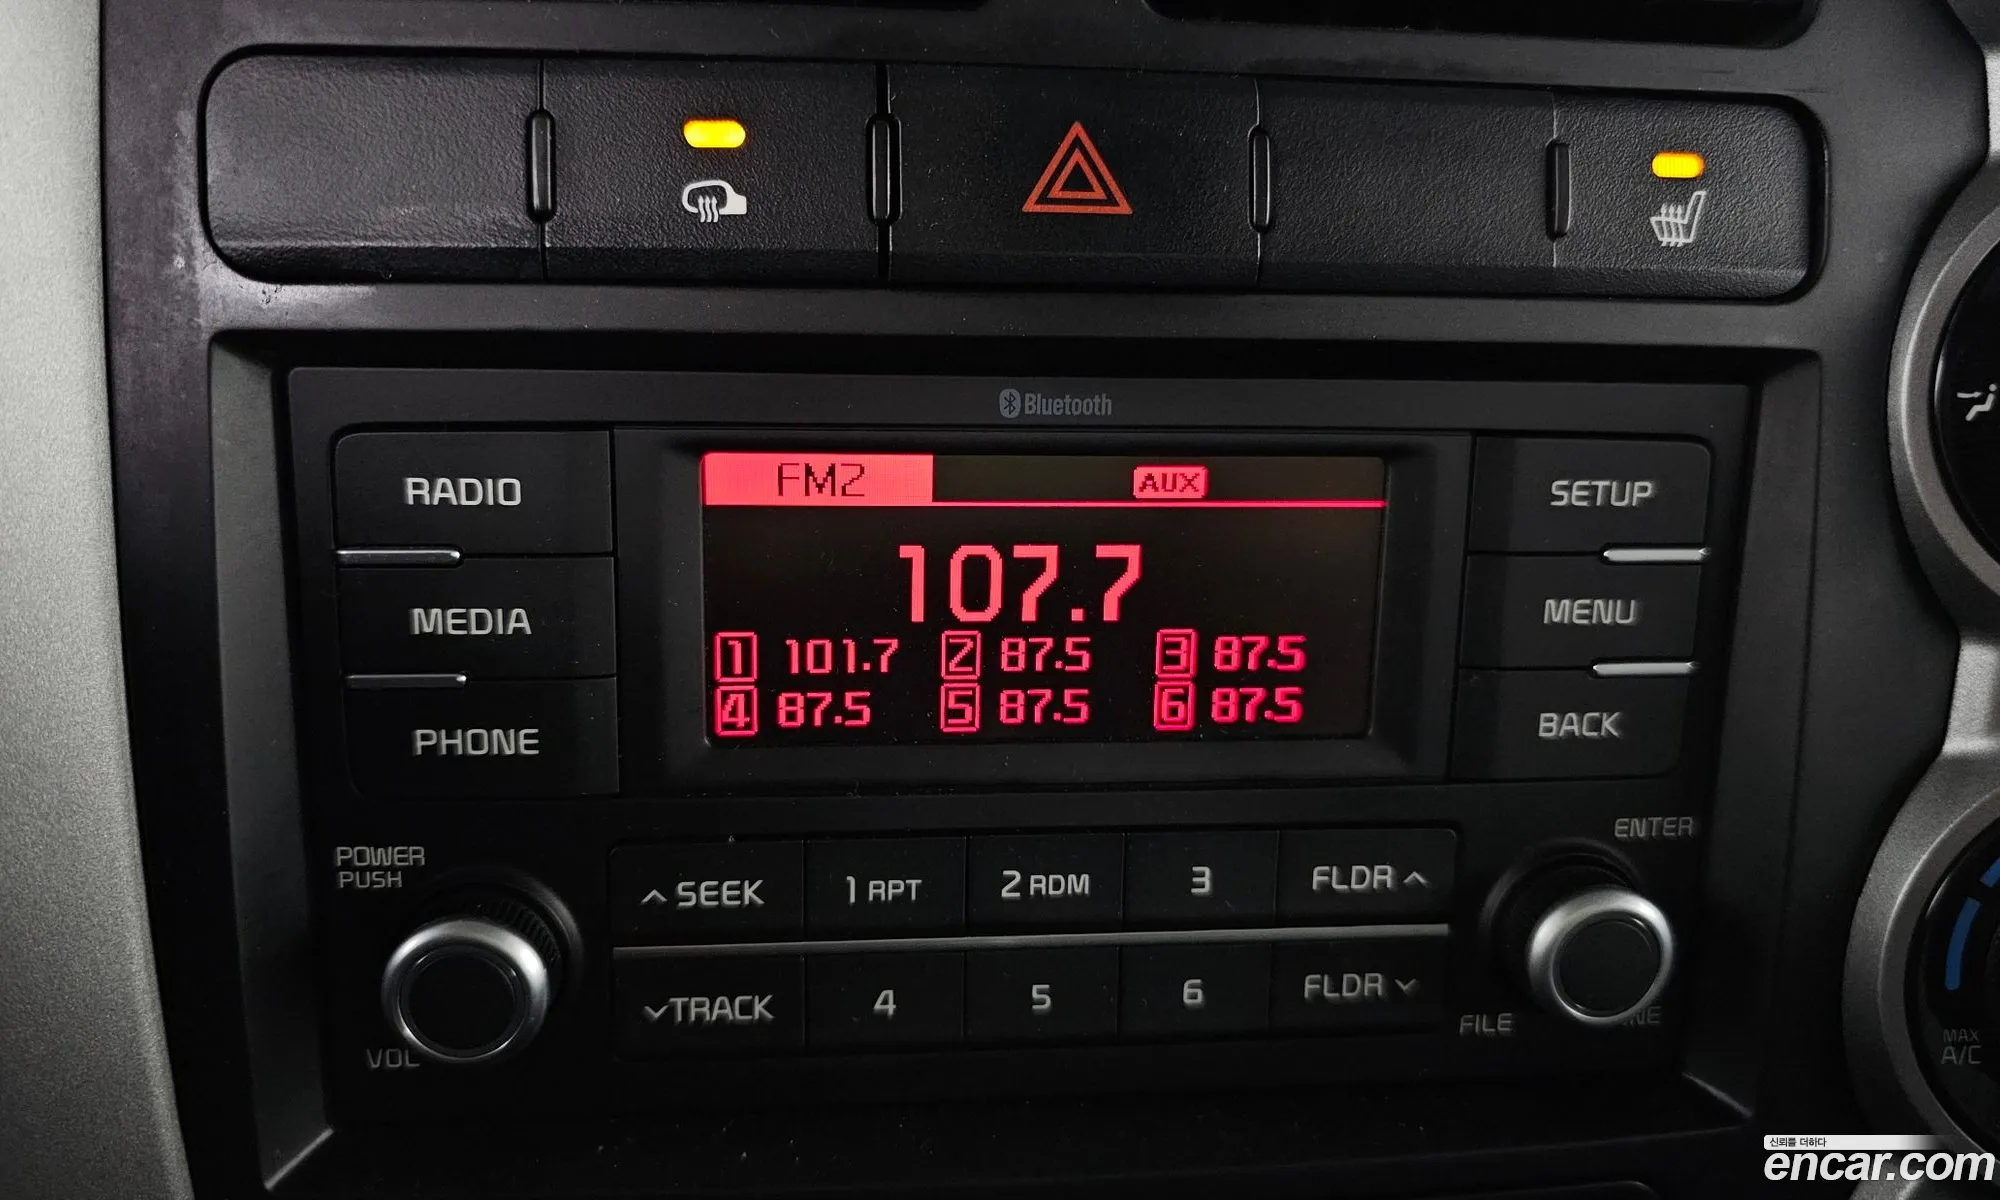 Bluetooth
RADIO
MEDIA
PHONE
FM2 AUX
107.7
1 101.7 2 87.5 3 87.5
4 87.5 5 87.5 6 87.5
SETUP
MENU
BACK
POWER
PUSH
VOL
∧ SEEK 1 RPT 2 RDM 3 FLDR ∧
∨TRACK 4 5 6 FLDR ∨
ENTER
FILE
MAX
A/C
신뢰를 더하다
encar.com